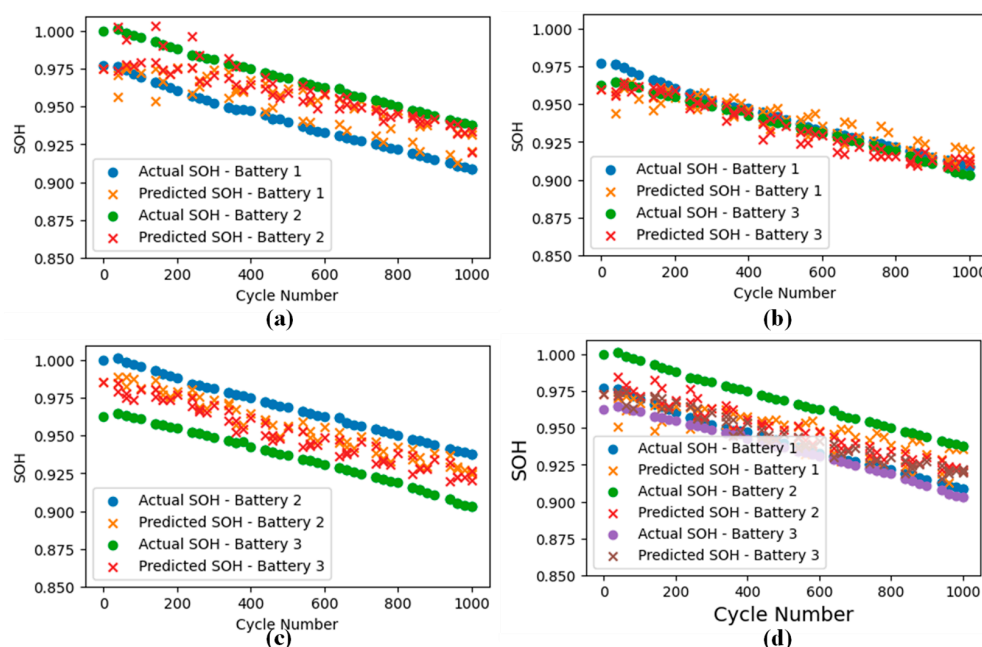 (a)
1.000
0.975
0.950
0.925
0.900
0.875
0.850
SOH
Actual SOH - Battery 1
Predicted SOH - Battery 1
Actual SOH - Battery 2
Predicted SOH - Battery 2
0 200 400 600 800 1000
Cycle Number
(a)
(b)
1.000
0.975
0.950
0.925
0.900
0.875
0.850
SOH
Actual SOH - Battery 1
Predicted SOH - Battery 1
Actual SOH - Battery 3
Predicted SOH - Battery 3
0 200 400 600 800 1000
Cycle Number
(b)
(c)
1.000
0.975
0.950
0.925
0.900
0.875
0.850
SOH
Actual SOH - Battery 2
Predicted SOH - Battery 2
Actual SOH - Battery 3
Predicted SOH - Battery 3
0 200 400 600 800 1000
Cycle Number
(c)
(d)
1.000
0.975
0.950
0.925
0.900
0.875
0.850
SOH
Actual SOH - Battery 1
Predicted SOH - Battery 1
Actual SOH - Battery 2
Predicted SOH - Battery 2
Actual SOH - Battery 3
Predicted SOH - Battery 3
0 200 400 600 800 1000
Cycle Number
(d)